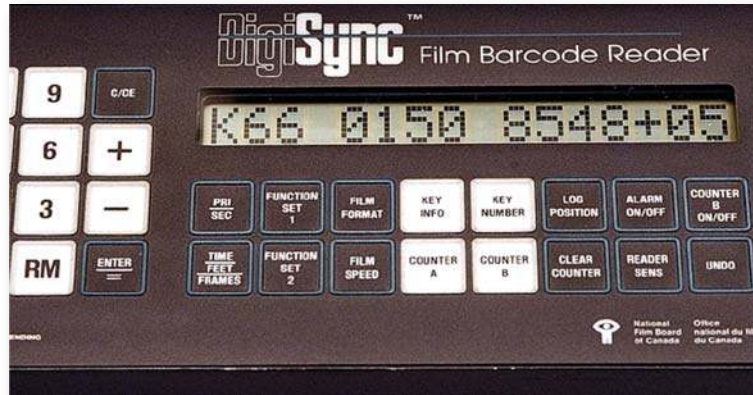 DigiSync™ Film Barcode Reader
K66 0150 8548+05
9 C/CE
6 +
3 −
RM ENTER =
PRI SEC
FUNCTION SET 1
FILM FORMAT
KEY INFO
KEY NUMBER
LOG POSITION
ALARM ON/OFF
COUNTER B ON/OFF
TIME FEET FRAMES
FUNCTION SET 2
FILM SPEED
COUNTER A
COUNTER B
CLEAR COUNTER
READER SENS
UNDO
National
Film Board
of Canada
Office
national du fil
du Canada